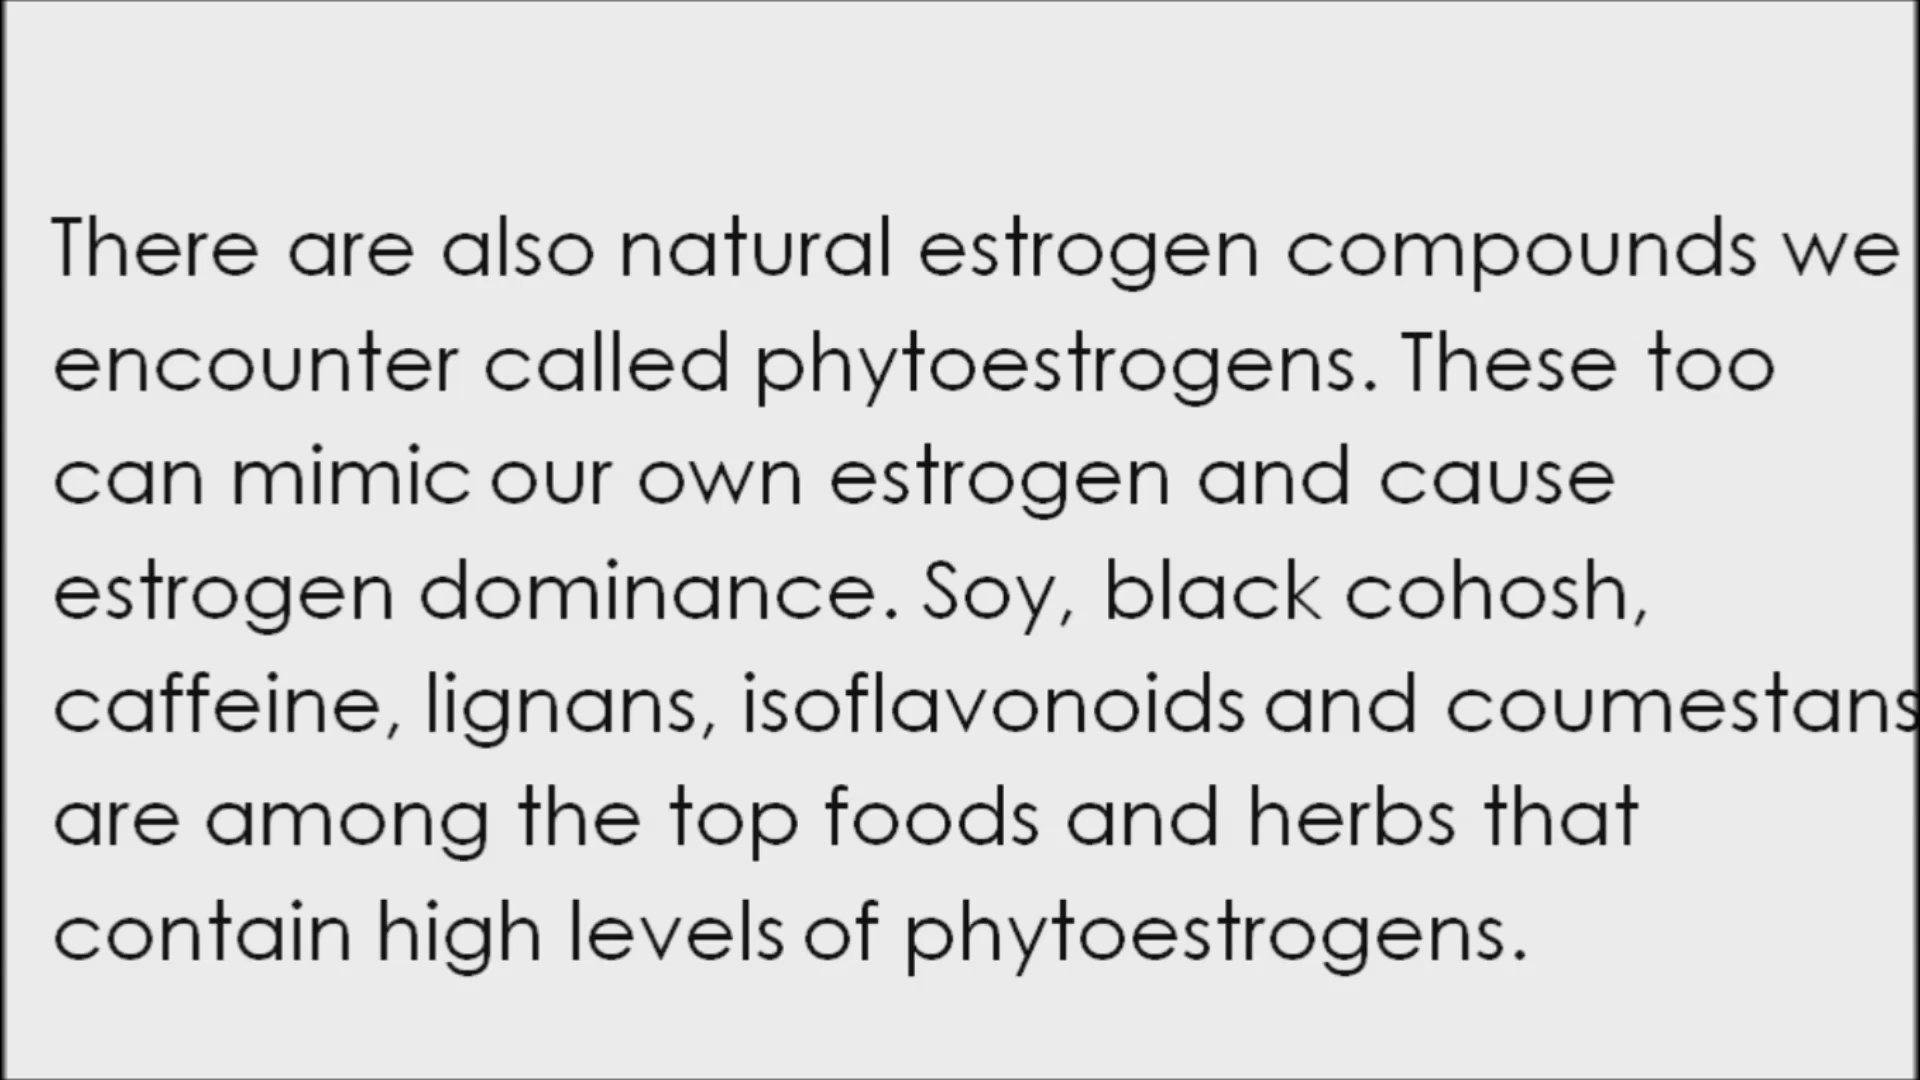 There are also natural estrogen compounds we
encounter called phytoestrogens. These too
can mimic our own estrogen and cause
estrogen dominance. Soy, black cohosh,
caffeine, lignans, isoflavonoids and coumestans
are among the top foods and herbs that
contain high levels of phytoestrogens.